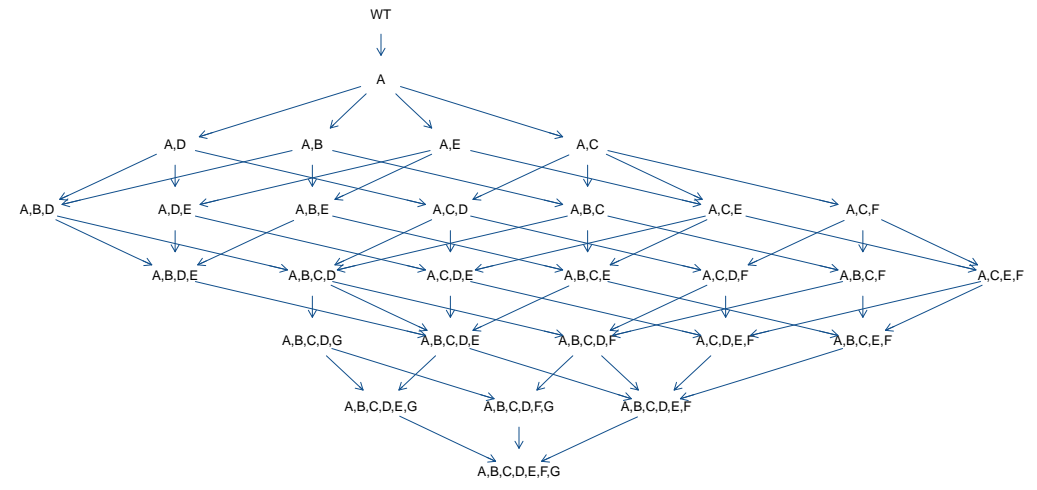 WT
A
A,D A,B A,E A,C
A,B,D A,D,E A,B,E A,C,D A,B,C A,C,E A,C,F
A,B,D,E A,B,C,D A,C,D,E A,B,C,E A,C,D,F A,B,C,F A,C,E,F
A,B,C,D,G A,B,C,D,E A,B,C,D,F A,C,D,E,F A,B,C,E,F
A,B,C,D,E,G A,B,C,D,F,G A,B,C,D,E,F
A,B,C,D,E,F,G